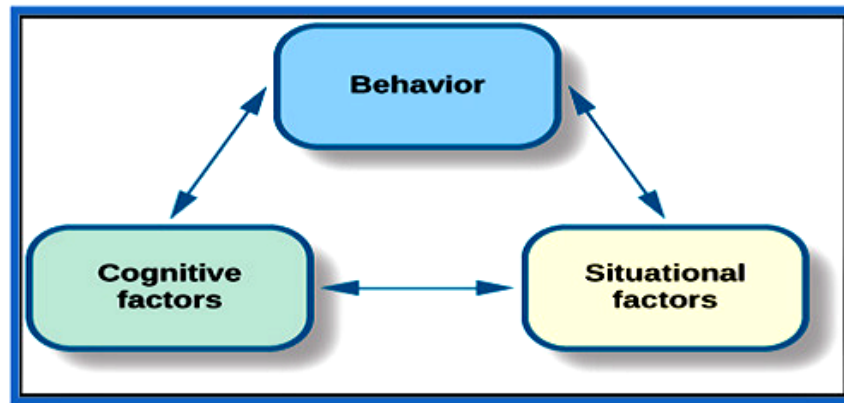 Behavior
Cognitive
factors
Situational
factors